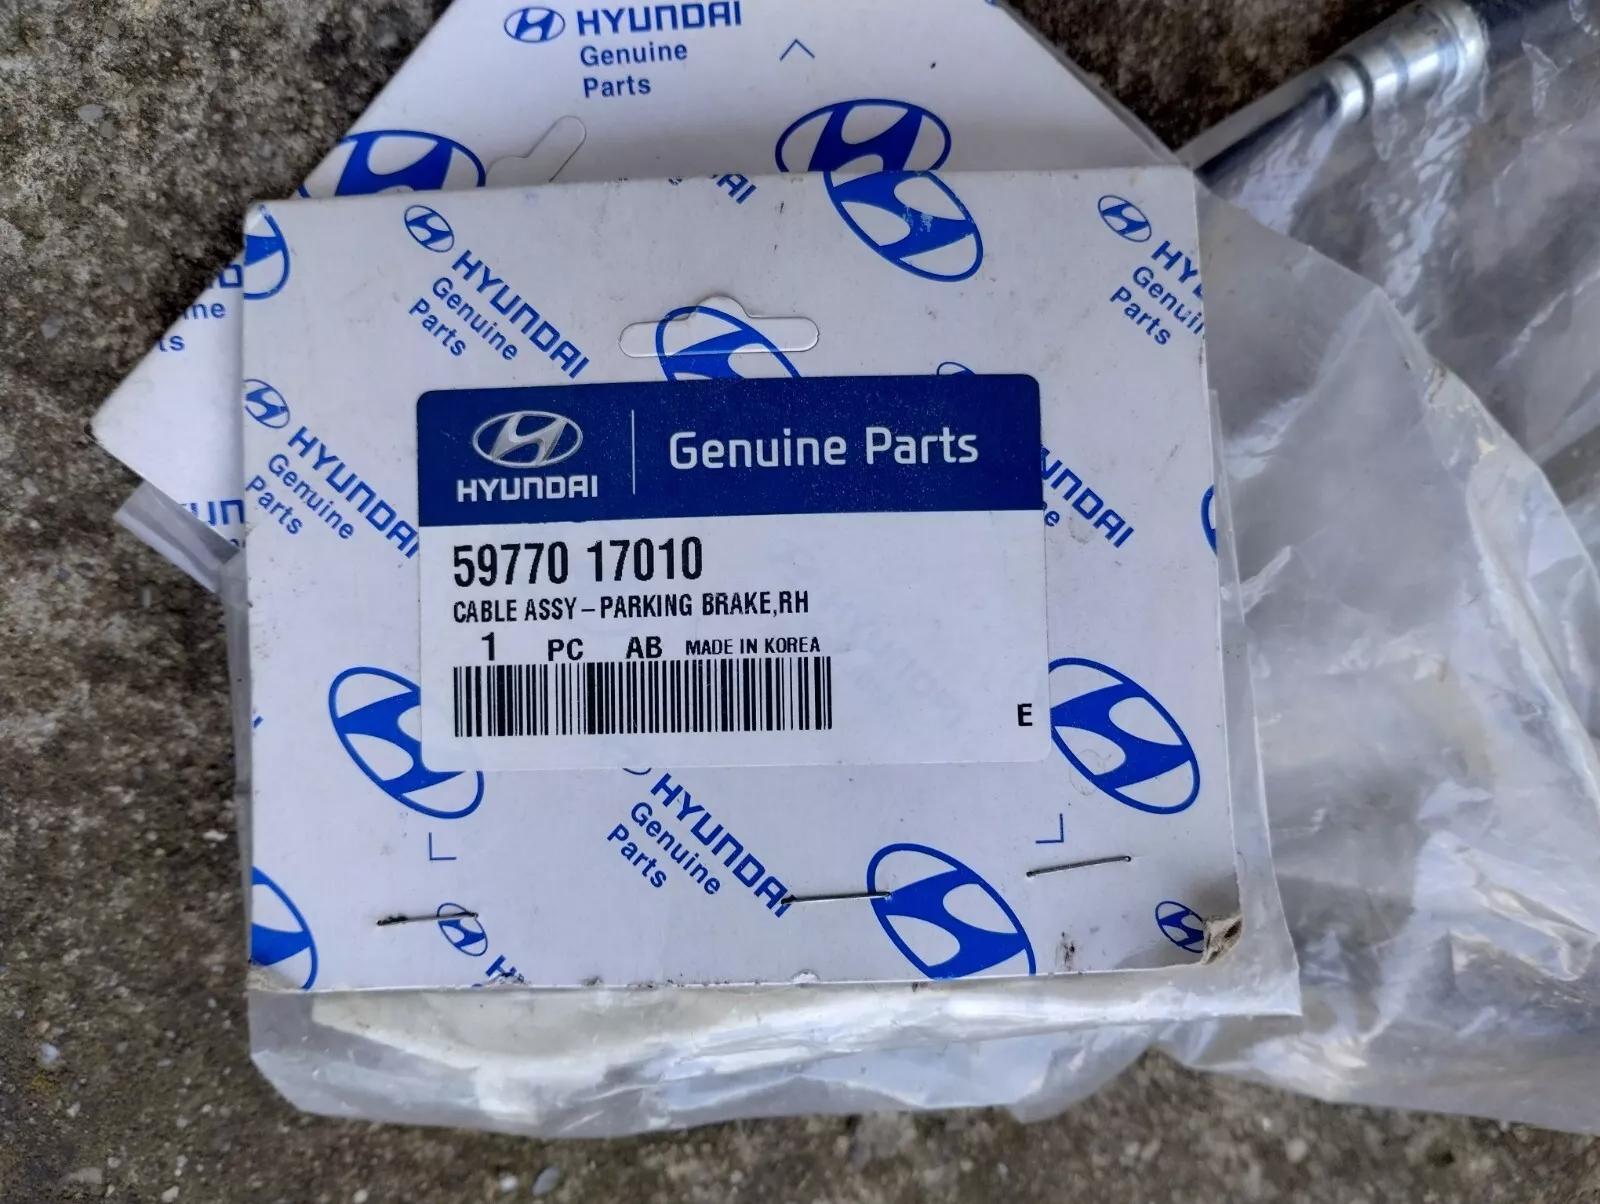 HYUNDAI
Genuine
Parts
HYUNDAI
Genuine
Parts
HYUNDAI
Genuine
Parts
HYUNDAI
Genuine Parts
59770 17010
CABLE ASSY-PARKING BRAKE,RH
1 PC AB MADE IN KOREA
E
HYUNDAI
Genuine
Parts